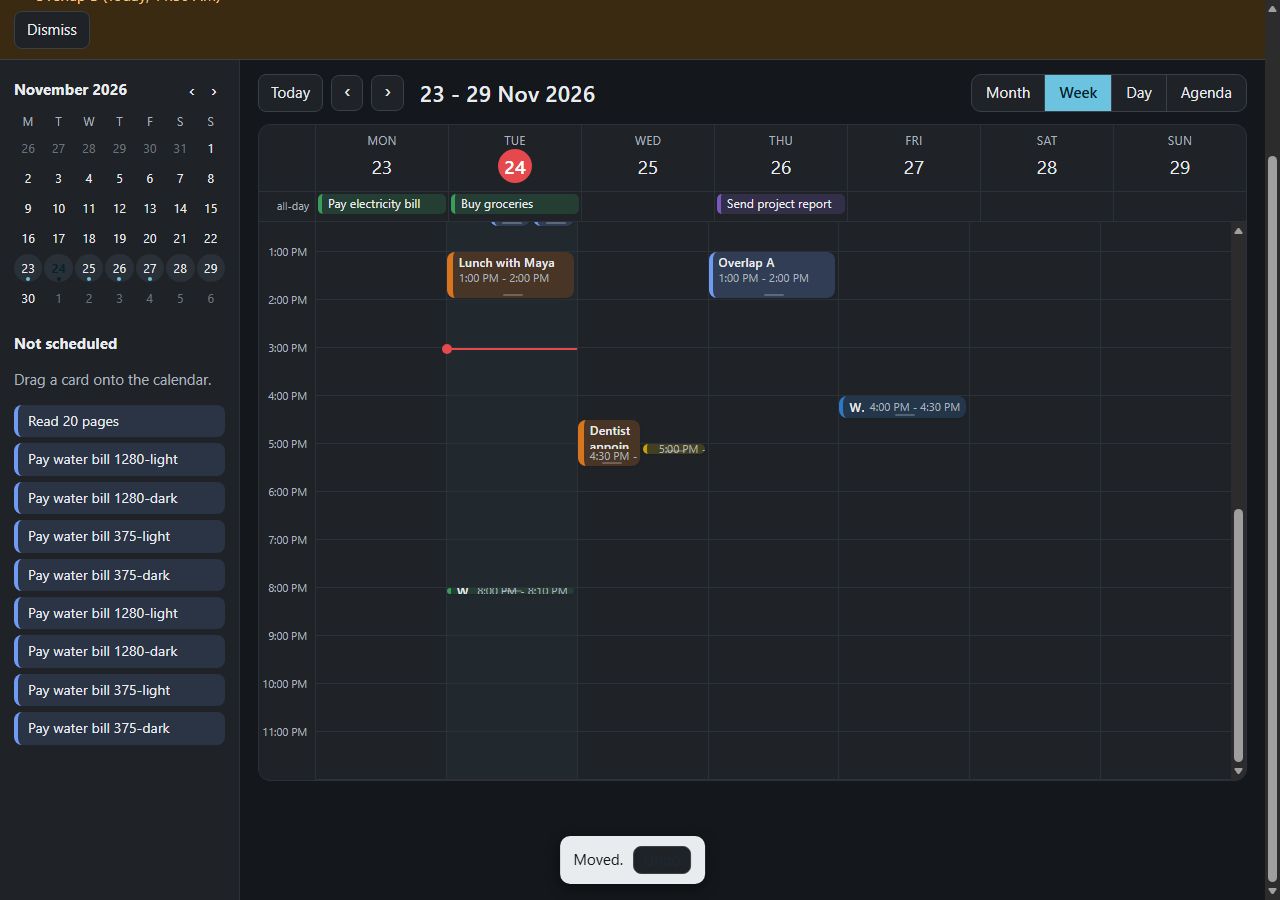 Dismiss
November 2026 ‹ ›
M T W T F S S
26 27 28 29 30 31 1
2 3 4 5 6 7 8
9 10 11 12 13 14 15
16 17 18 19 20 21 22
23 24 25 26 27 28 29
30 1 2 3 4 5 6
Not scheduled
Drag a card onto the calendar.
Read 20 pages
Pay water bill 1280-light
Pay water bill 1280-dark
Pay water bill 375-light
Pay water bill 375-dark
Pay water bill 1280-light
Pay water bill 1280-dark
Pay water bill 375-light
Pay water bill 375-dark
Today ‹ › 23 - 29 Nov 2026 Month Week Day Agenda
MON TUE WED THU FRI SAT SUN
23 24 25 26 27 28 29
all-day Pay electricity bill Buy groceries Send project report
1:00 PM
Lunch with Maya
1:00 PM - 2:00 PM
Overlap A
1:00 PM - 2:00 PM
2:00 PM
3:00 PM
4:00 PM
W. 4:00 PM - 4:30 PM
Dentist
appoin
4:30 PM -
5:00 PM
5:00 PM -
6:00 PM
7:00 PM
8:00 PM
W 8:00 PM - 8:10 PM
9:00 PM
10:00 PM
11:00 PM
Moved.